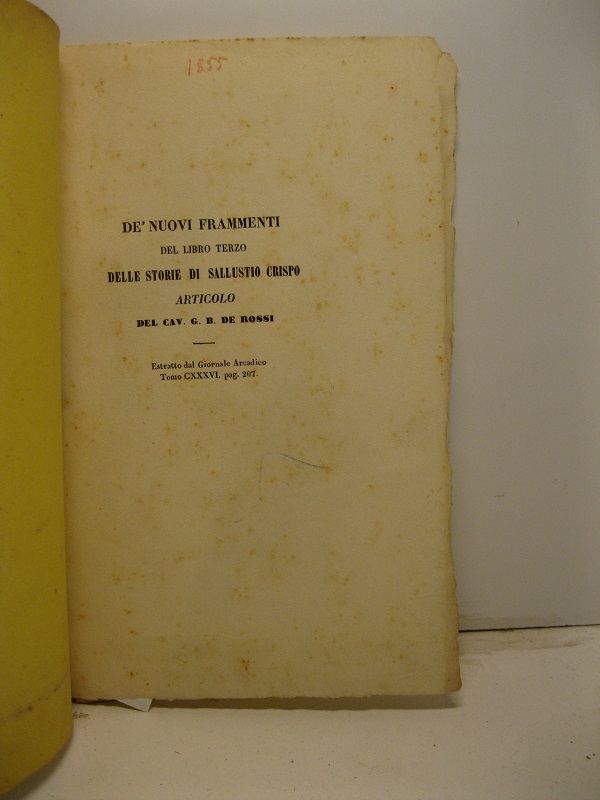 1855
DE' NUOVI FRAMMENTI
DEL LIBRO TERZO
DELLE STORIE DI SALLUSTIO CRISPO
ARTICOLO
DEL CAV. G. B. DE ROSSI
Estratto dal Giornale Arcadico
Tomo CXXXVI. pag. 207.